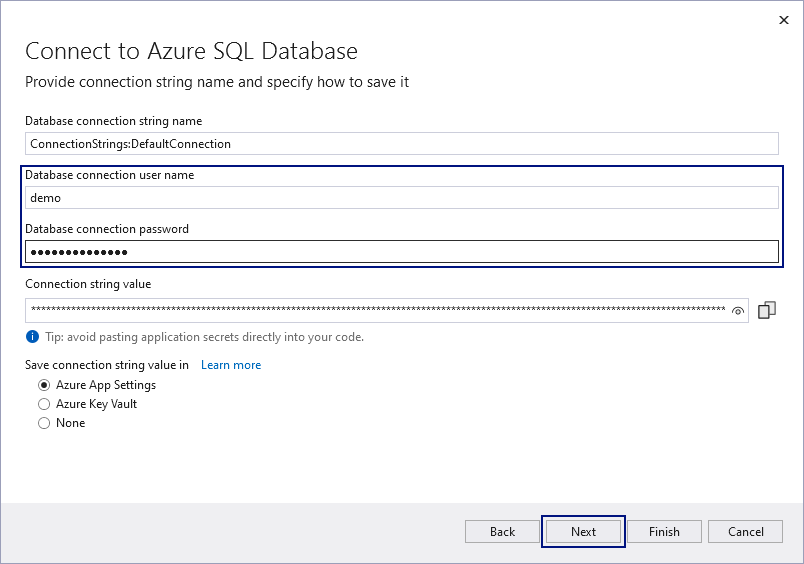 Connect to Azure SQL Database
Provide connection string name and specify how to save it
Database connection string name
ConnectionStrings:DefaultConnection
Database connection user name
demo
Database connection password
●●●●●●●●●●●●●●
Connection string value
Tip: avoid pasting application secrets directly into your code.
Save connection string value in Learn more
Azure App Settings
Azure Key Vault
None
Back Next Finish Cancel